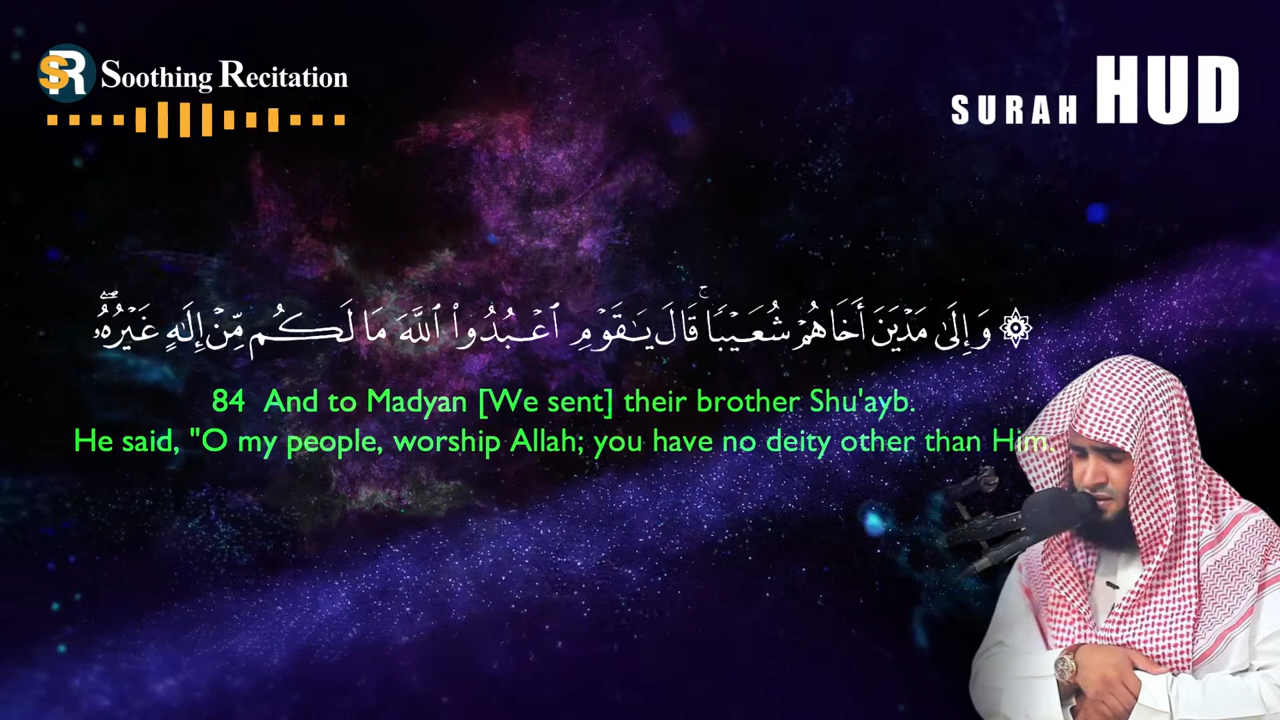 SR Soothing Recitation
SURAH HUD
۞ وَإِلَىٰ مَدْيَنَ أَخَاهُمْ شُعَيْبًا ۚ قَالَ يَـٰقَوْمِ ٱعْبُدُوا۟ ٱللَّهَ مَا لَكُم مِّنْ إِلَـٰهٍ غَيْرُهُۥ ۖ
84 And to Madyan [We sent] their brother Shu'ayb.
He said, "O my people, worship Allah; you have no deity other than Him.